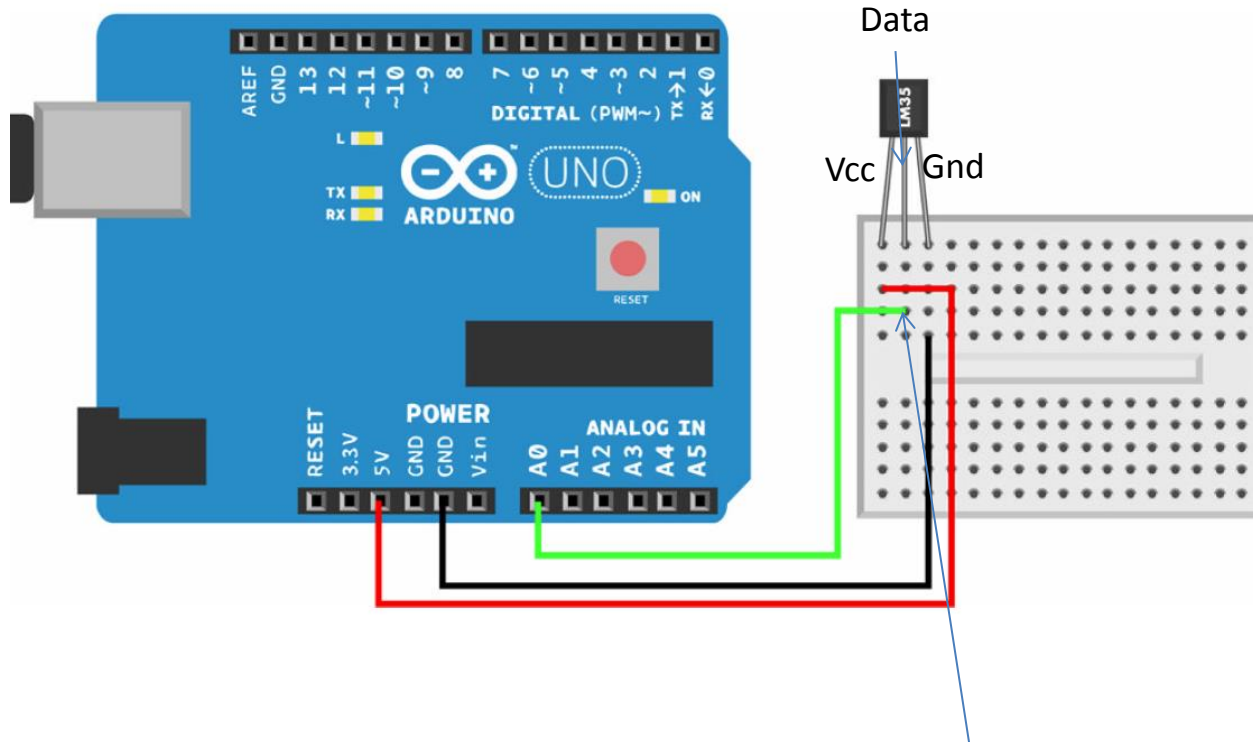 Data
LM35
Vcc
Gnd
AREF
GND
13
12
~11
~10
~9
8
7
~6
~5
4
~3
2
TX→1
RX←0
DIGITAL (PWM~)
L
TX
RX
™
UNO
ARDUINO
ON
RESET
POWER
ANALOG IN
RESET
3.3V
5V
GND
GND
Vin
A0
A1
A2
A3
A4
A5